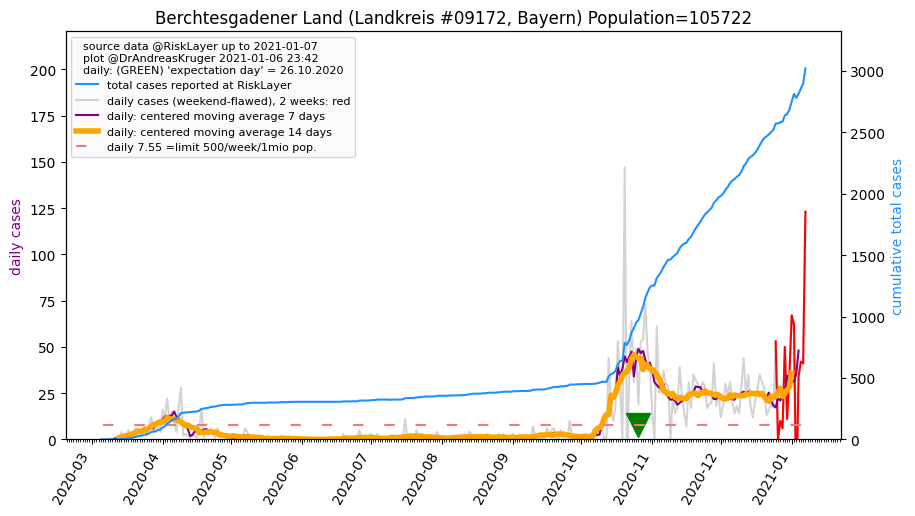 Berchtesgadener Land (Landkreis #09172, Bayern) Population=105722
source data @RiskLayer up to 2021-01-07
plot @DrAndreasKruger 2021-01-06 23:42
daily: (GREEN) 'expectation day' = 26.10.2020
total cases reported at RiskLayer
daily cases (weekend-flawed), 2 weeks: red
daily: centered moving average 7 days
daily: centered moving average 14 days
daily 7.55 =limit 500/week/1mio pop.
daily cases
200
175
150
125
100
75
50
25
0
cumulative total cases
3000
2500
2000
1500
1000
500
0
2020-03
2020-04
2020-05
2020-06
2020-07
2020-08
2020-09
2020-10
2020-11
2020-12
2021-01